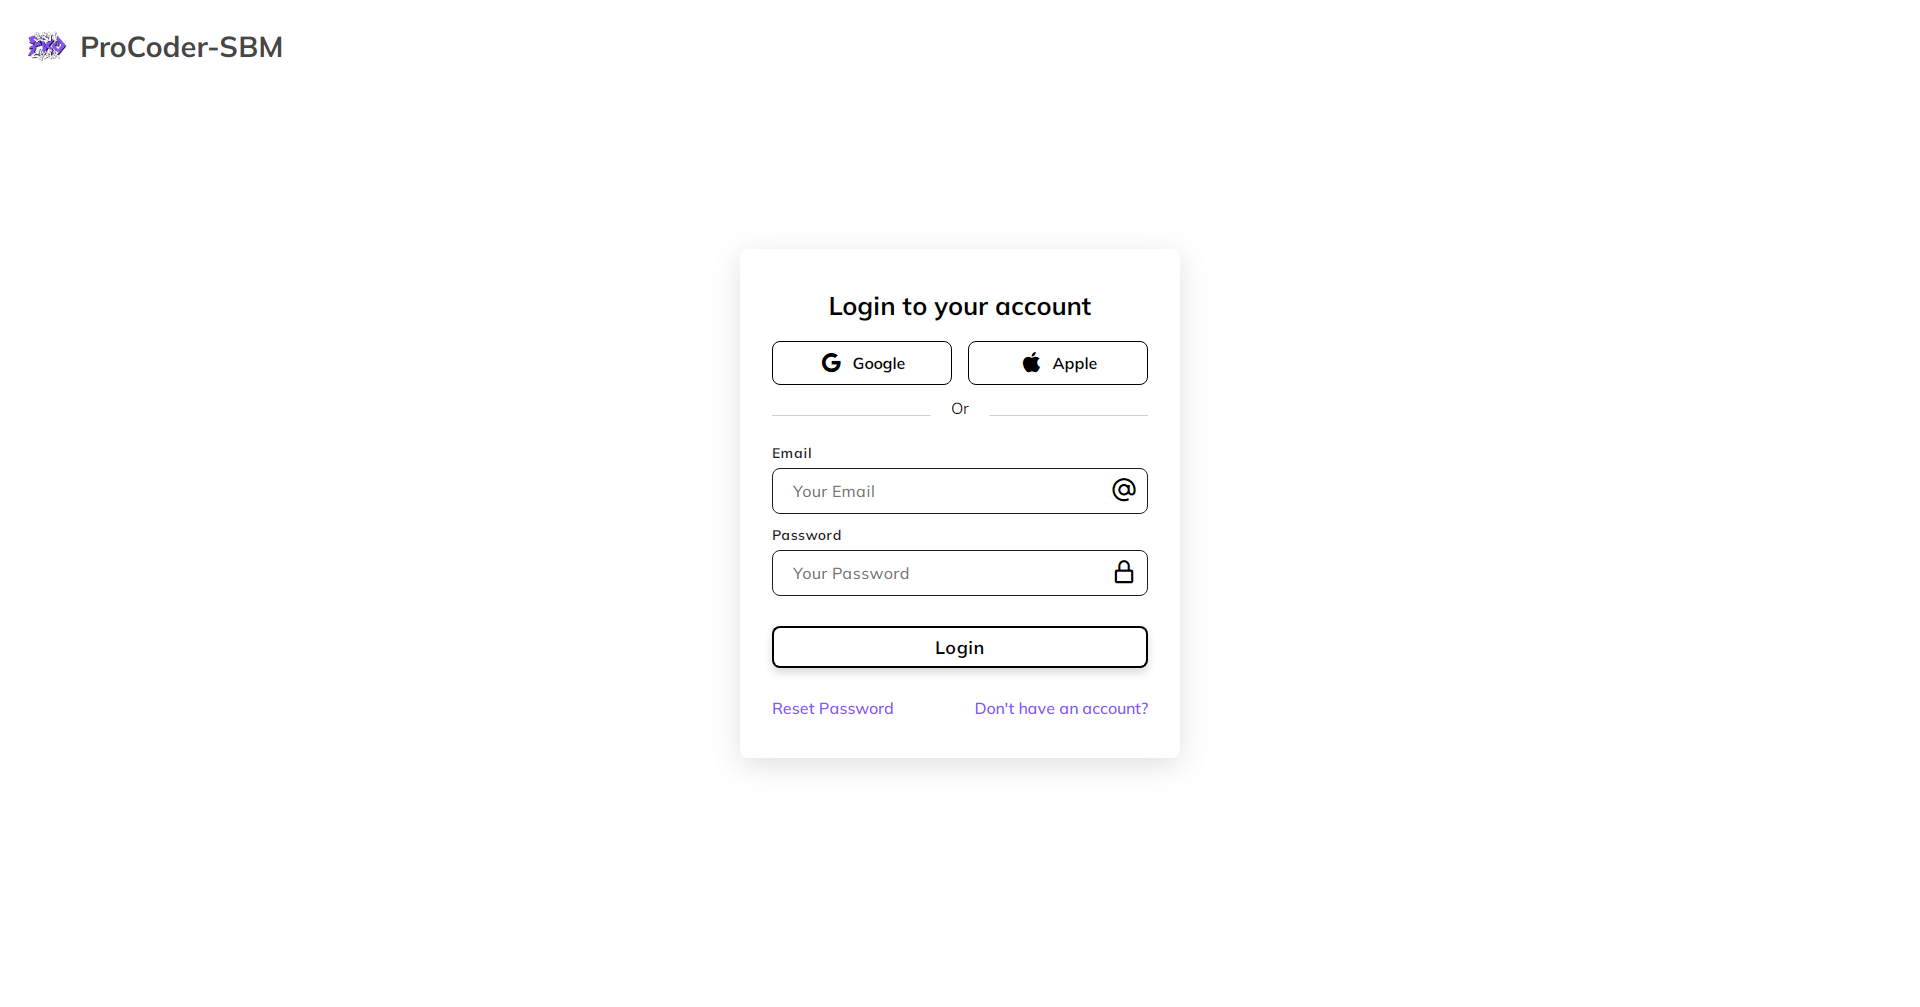 ProCoder-SBM
Login to your account
Google
Apple
Or
Email
Your Email
Password
Your Password
Login
Reset Password
Don't have an account?